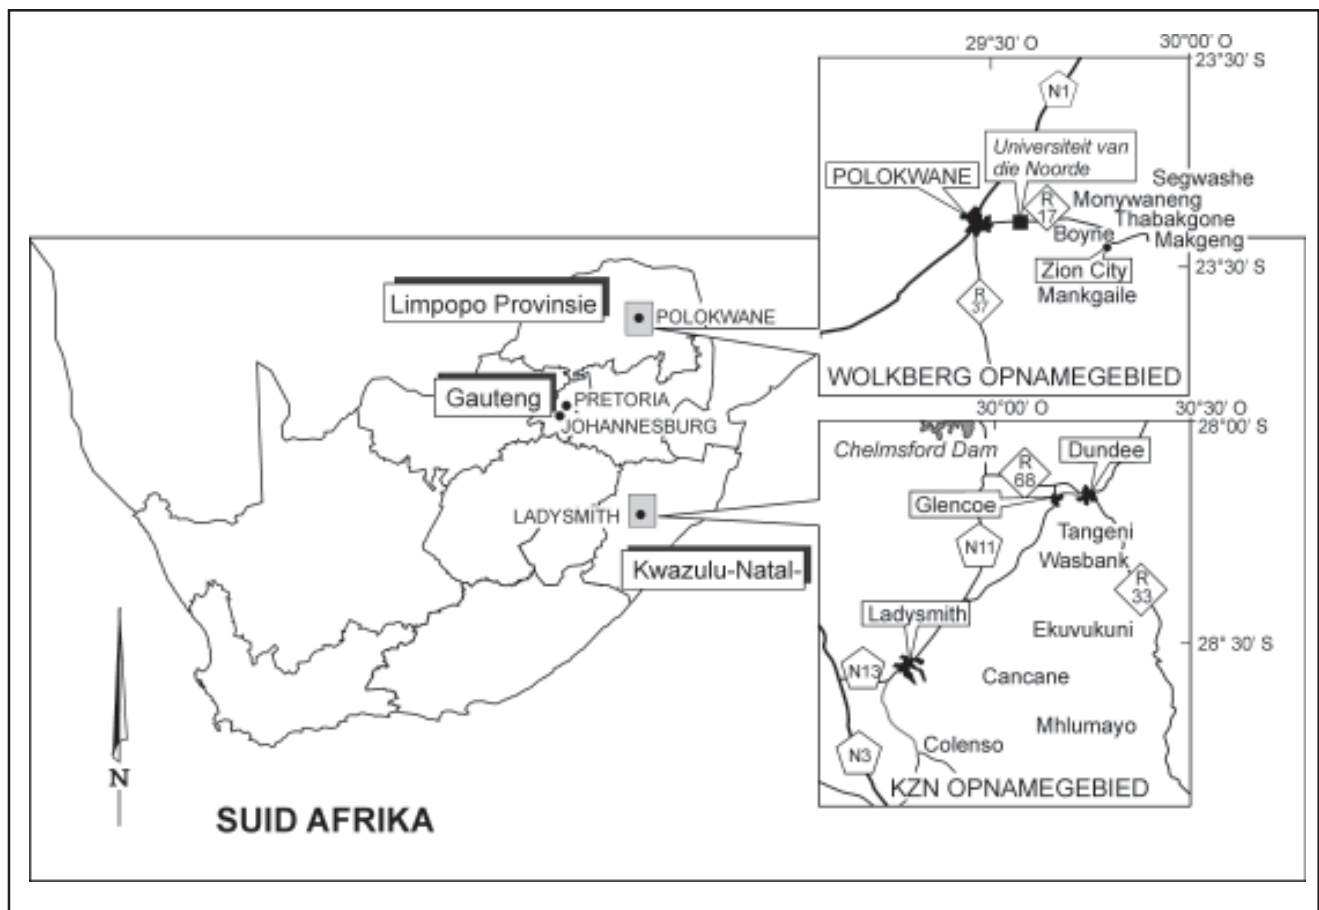 29°30' O
30°00' O
23°30' S
N1
Universiteit van
die Noorde
POLOKWANE
Segwashe
R
17
Monywaneng
Thabakgone
Boyne
Makgeng
Zion City
23°30' S
Mankgaile
R
37
WOLKBERG OPNAMEGEBIED
Limpopo Provinsie
POLOKWANE
Gauteng
PRETORIA
JOHANNESBURG
LADYSMITH
Kwazulu-Natal-
30°00' O
30°30' O
28°00' S
Chelmsford Dam
R
68
Dundee
Glencoe
Tangeni
N11
Wasbank
R
33
Ladysmith
Ekuvukuni
28° 30' S
N13
Cancane
Mhlumayo
Colenso
N3
KZN OPNAMEGEBIED
N
SUID AFRIKA